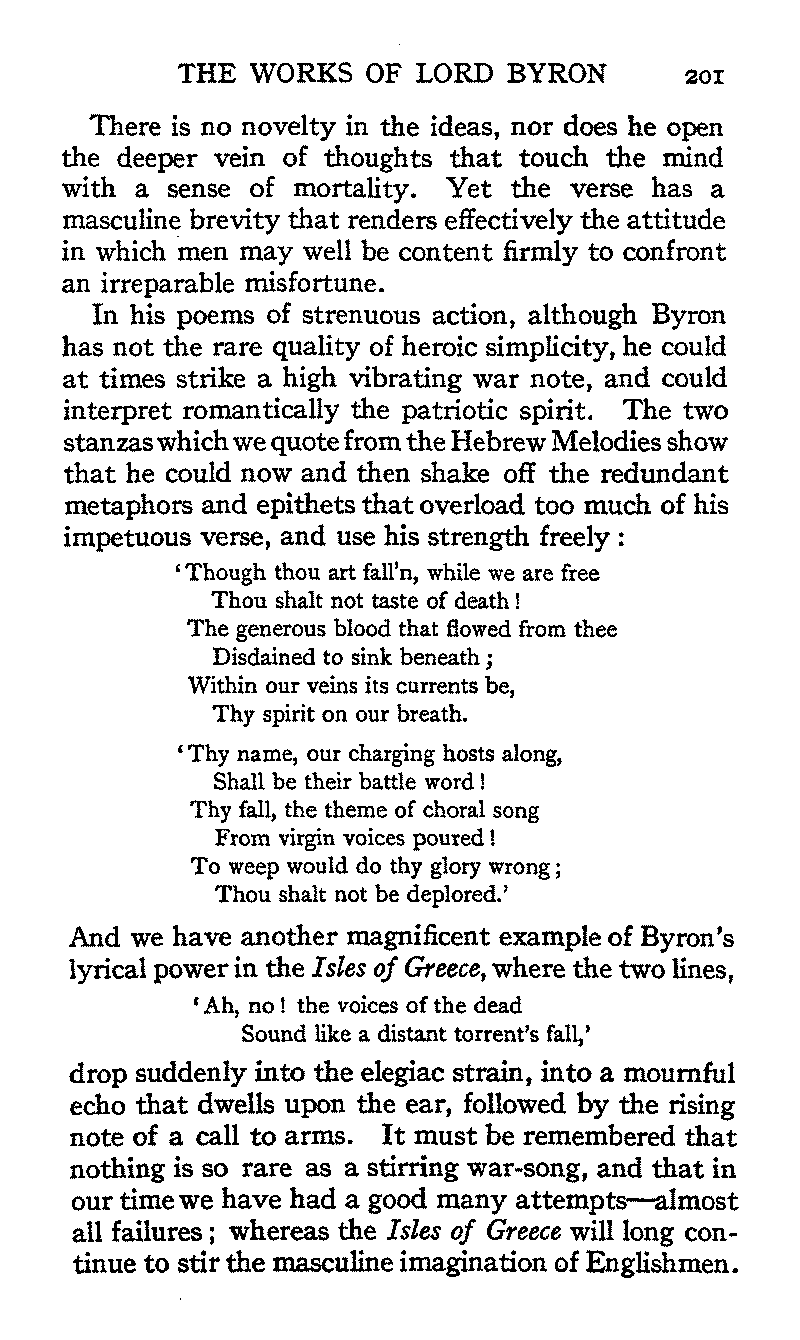 THE WORKS OF LORD BYRON 201
There is no novelty in the ideas, nor does he open
the deeper vein of thoughts that touch the mind
with a sense of mortality. Yet the verse has a
masculine brevity that renders effectively the attitude
in which men may well be content firmly to confront
an irreparable misfortune.
In his poems of strenuous action, although Byron
has not the rare quality of heroic simplicity, he could
at times strike a high vibrating war note, and could
interpret romantically the patriotic spirit. The two
stanzas which we quote from the Hebrew Melodies show
that he could now and then shake off the redundant
metaphors and epithets that overload too much of his
impetuous verse, and use his strength freely :
‘Though thou art fall'n, while we are free
Thou shalt not taste of death !
The generous blood that flowed from thee
Disdained to sink beneath ;
Within our veins its currents be,
Thy spirit on our breath.
‘Thy name, our charging hosts along,
Shall be their battle word !
Thy fall, the theme of choral song
From virgin voices poured !
To weep would do thy glory wrong ;
Thou shalt not be deplored.’
And we have another magnificent example of Byron's
lyrical power in the Isles of Greece, where the two lines,
‘Ah, no ! the voices of the dead
Sound like a distant torrent's fall,’
drop suddenly into the elegiac strain, into a mournful
echo that dwells upon the ear, followed by the rising
note of a call to arms. It must be remembered that
nothing is so rare as a stirring war-song, and that in
our time we have had a good many attempts—almost
all failures ; whereas the Isles of Greece will long con-
tinue to stir the masculine imagination of Englishmen.